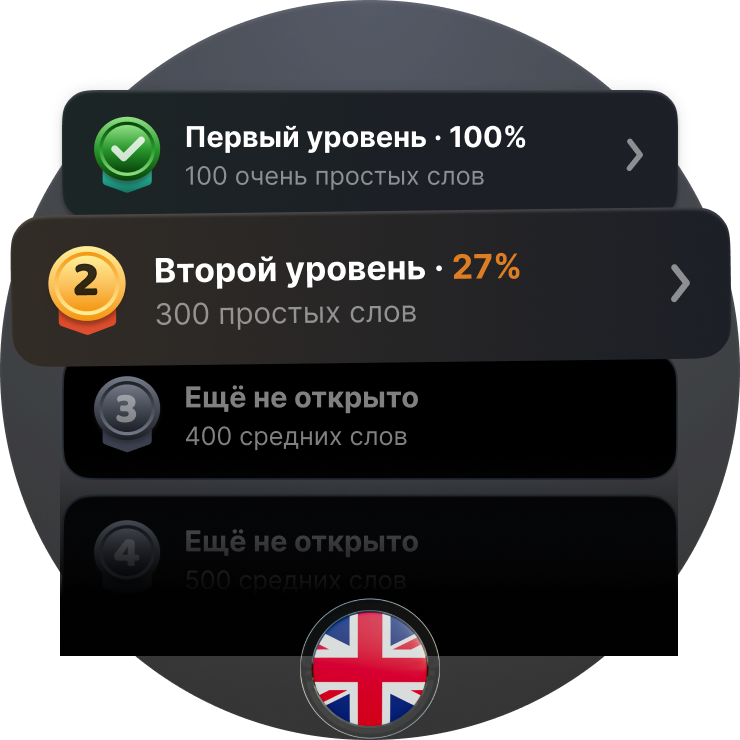 Первый уровень · 100%
100 очень простых слов
2
Второй уровень · 27%
300 простых слов
3
Ещё не открыто
400 средних слов
4
Ещё не открыто
500 средних слов